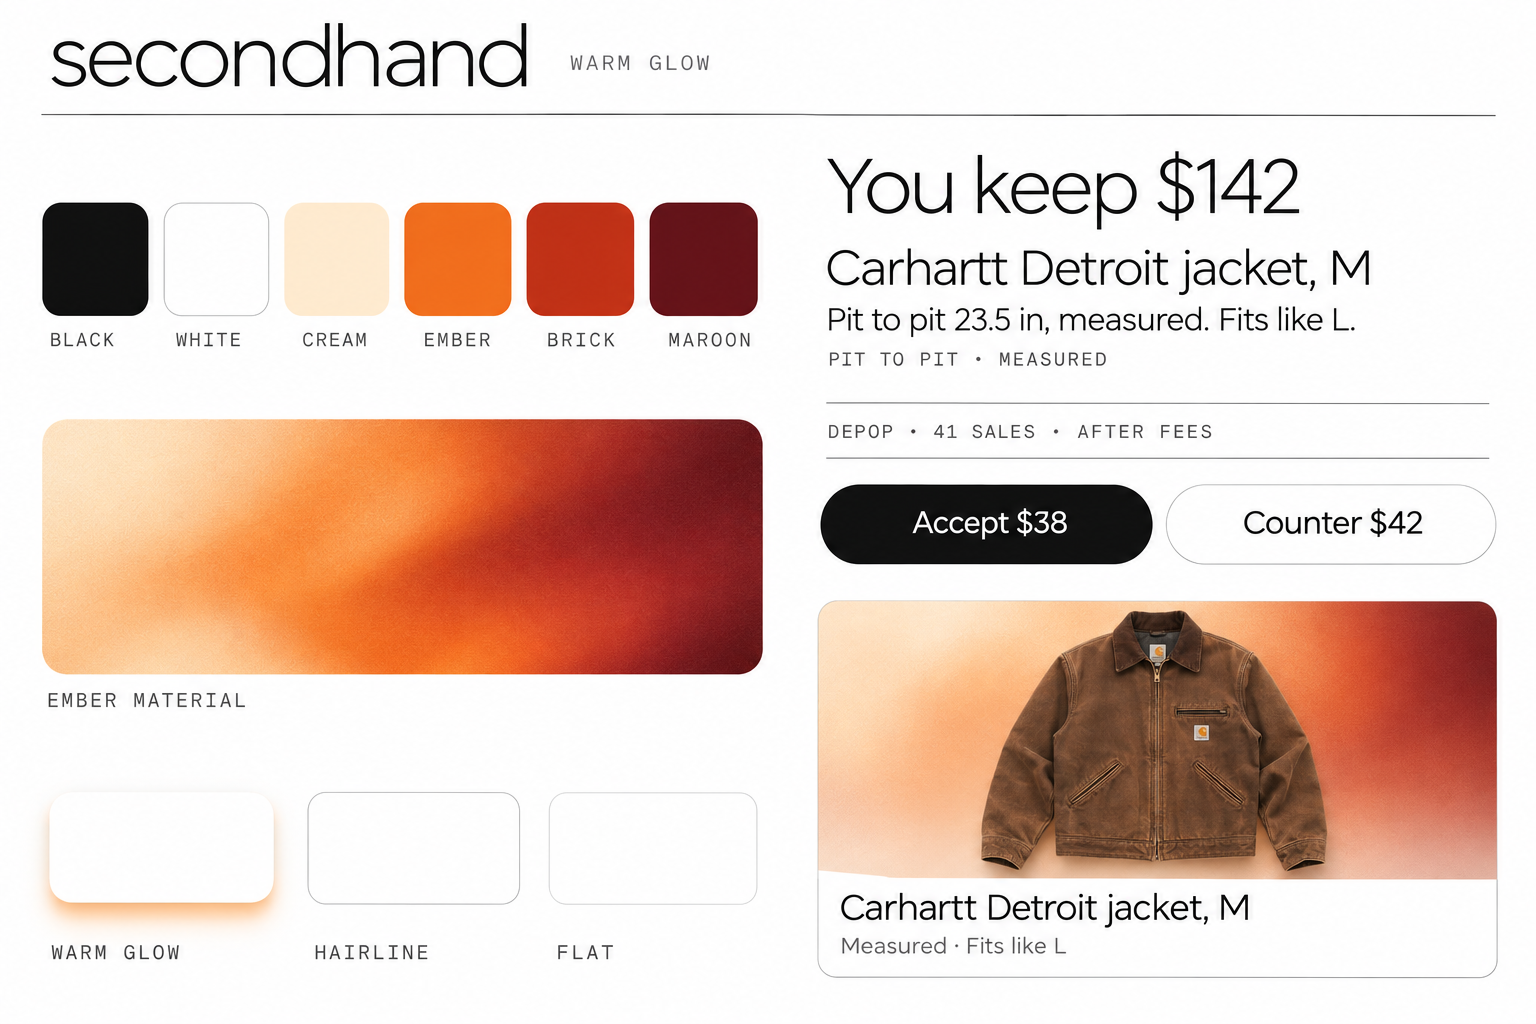 secondhand
WARM GLOW
BLACK
WHITE
CREAM
EMBER
BRICK
MAROON
EMBER MATERIAL
WARM GLOW
HAIRLINE
FLAT
You keep $142
Carhartt Detroit jacket, M
Pit to pit 23.5 in, measured. Fits like L.
PIT TO PIT • MEASURED
DEPOP • 41 SALES • AFTER FEES
Accept $38
Counter $42
Carhartt Detroit jacket, M
Measured · Fits like L